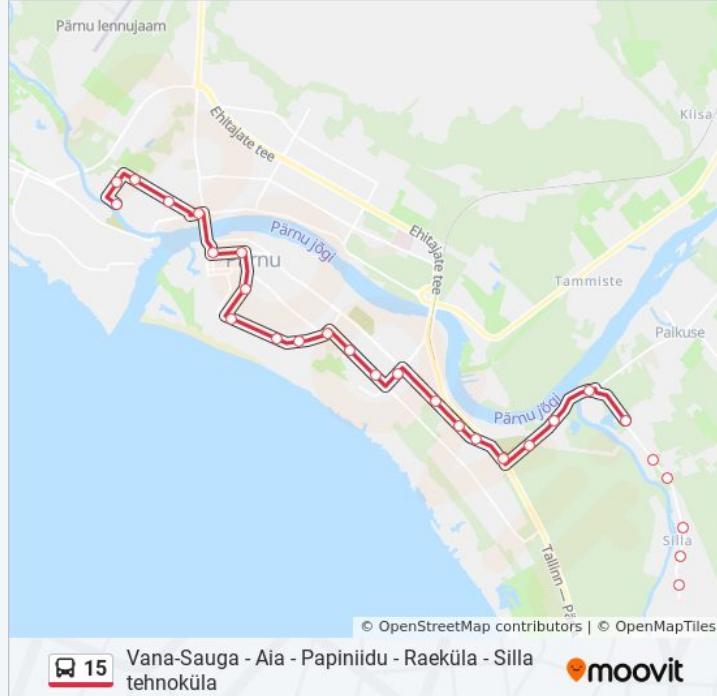 Pärnu lennujaam
Kiisa
Ehitajate tee
Ehitajate tee
Pärnu jõgi
Pärnu
Tammiste
Paikuse
Pärnu jõgi
Silla
Tallinn — Pä
© OpenStreetMap contributors | © OpenMapTiles
15
Vana-Sauga - Aia - Papiniidu - Raeküla - Silla
tehnoküla
moovit